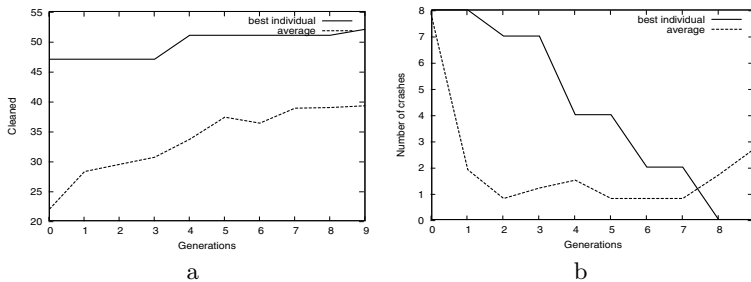 55
50
45
40
35
30
25
20
Cleaned
0 1 2 3 4 5 6 7 8 9
Generations
best individual
average
a
8
7
6
5
4
3
2
1
0
Number of crashes
0 1 2 3 4 5 6 7 8
Generations
best individual
average
b